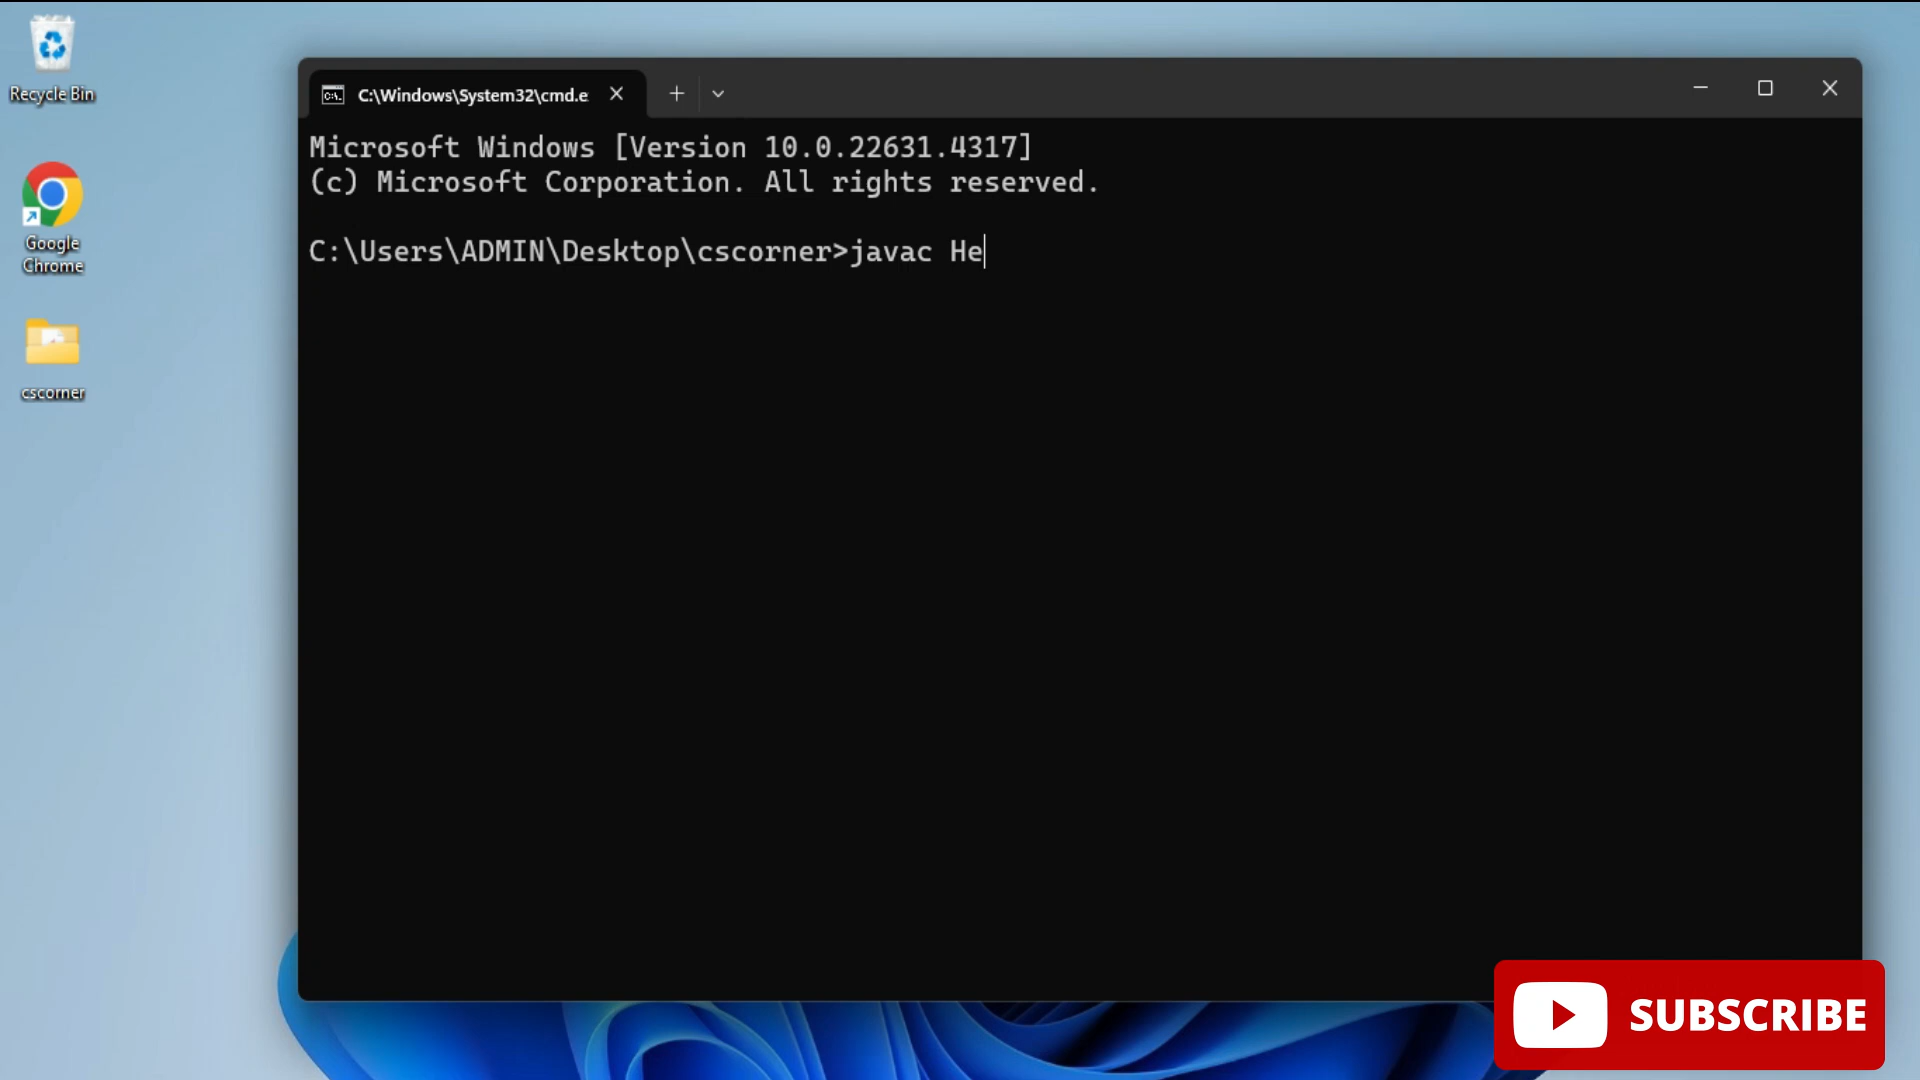 Recycle Bin
Google
Chrome
cscorner
C:\Windows\System32\cmd.e
Microsoft Windows [Version 10.0.22631.4317]
(c) Microsoft Corporation. All rights reserved.
C:\Users\ADMIN\Desktop\cscorner>javac He
SUBSCRIBE